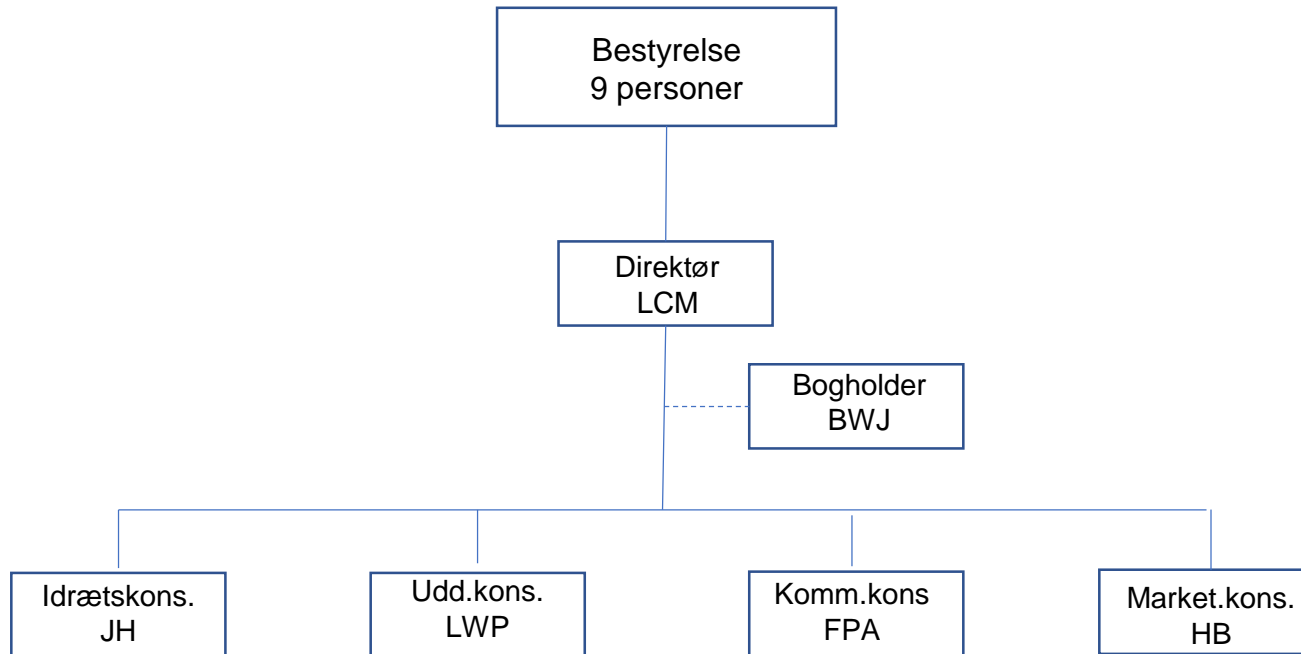 Bestyrelse
9 personer
Direktør
LCM
Bogholder
BWJ
Idrætskons.
JH
Udd.kons.
LWP
Komm.kons
FPA
Market.kons.
HB